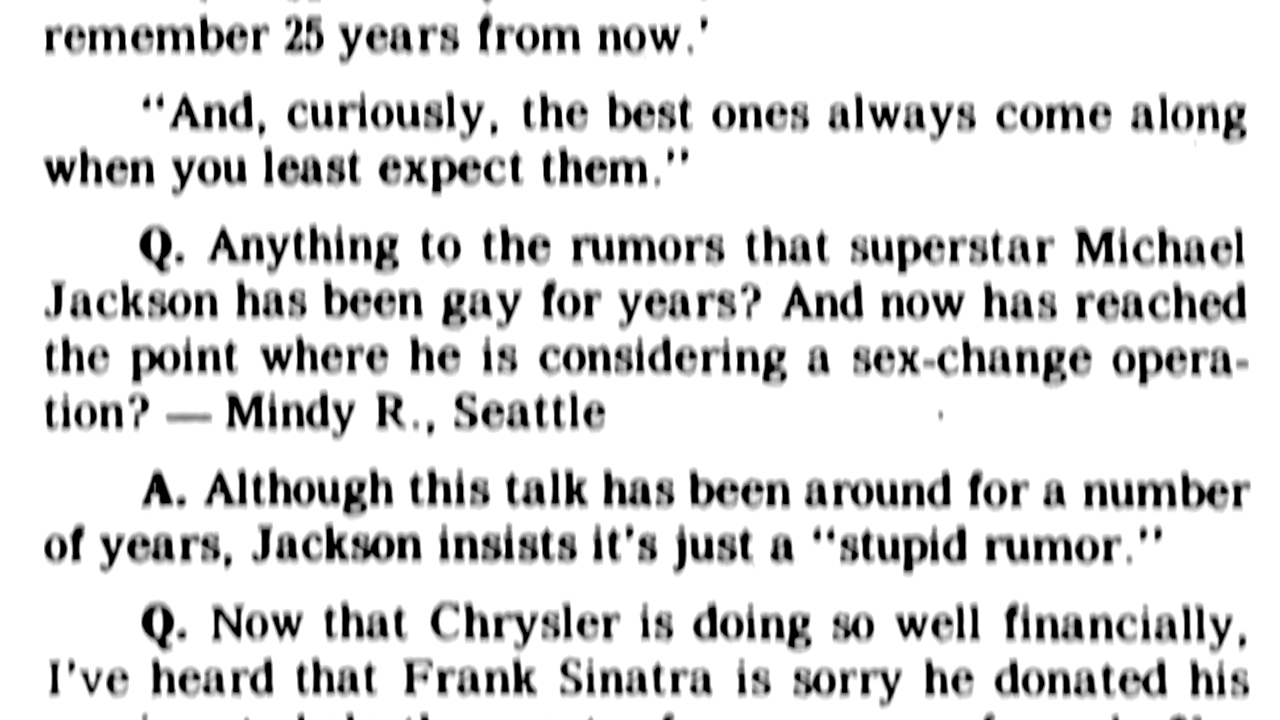 remember 25 years from now.'
"And, curiously, the best ones always come along
when you least expect them."
Q. Anything to the rumors that superstar Michael
Jackson has been gay for years? And now has reached
the point where he is considering a sex-change opera-
tion? — Mindy R., Seattle
A. Although this talk has been around for a number
of years, Jackson insists it's just a "stupid rumor."
Q. Now that Chrysler is doing so well financially,
I've heard that Frank Sinatra is sorry he donated his